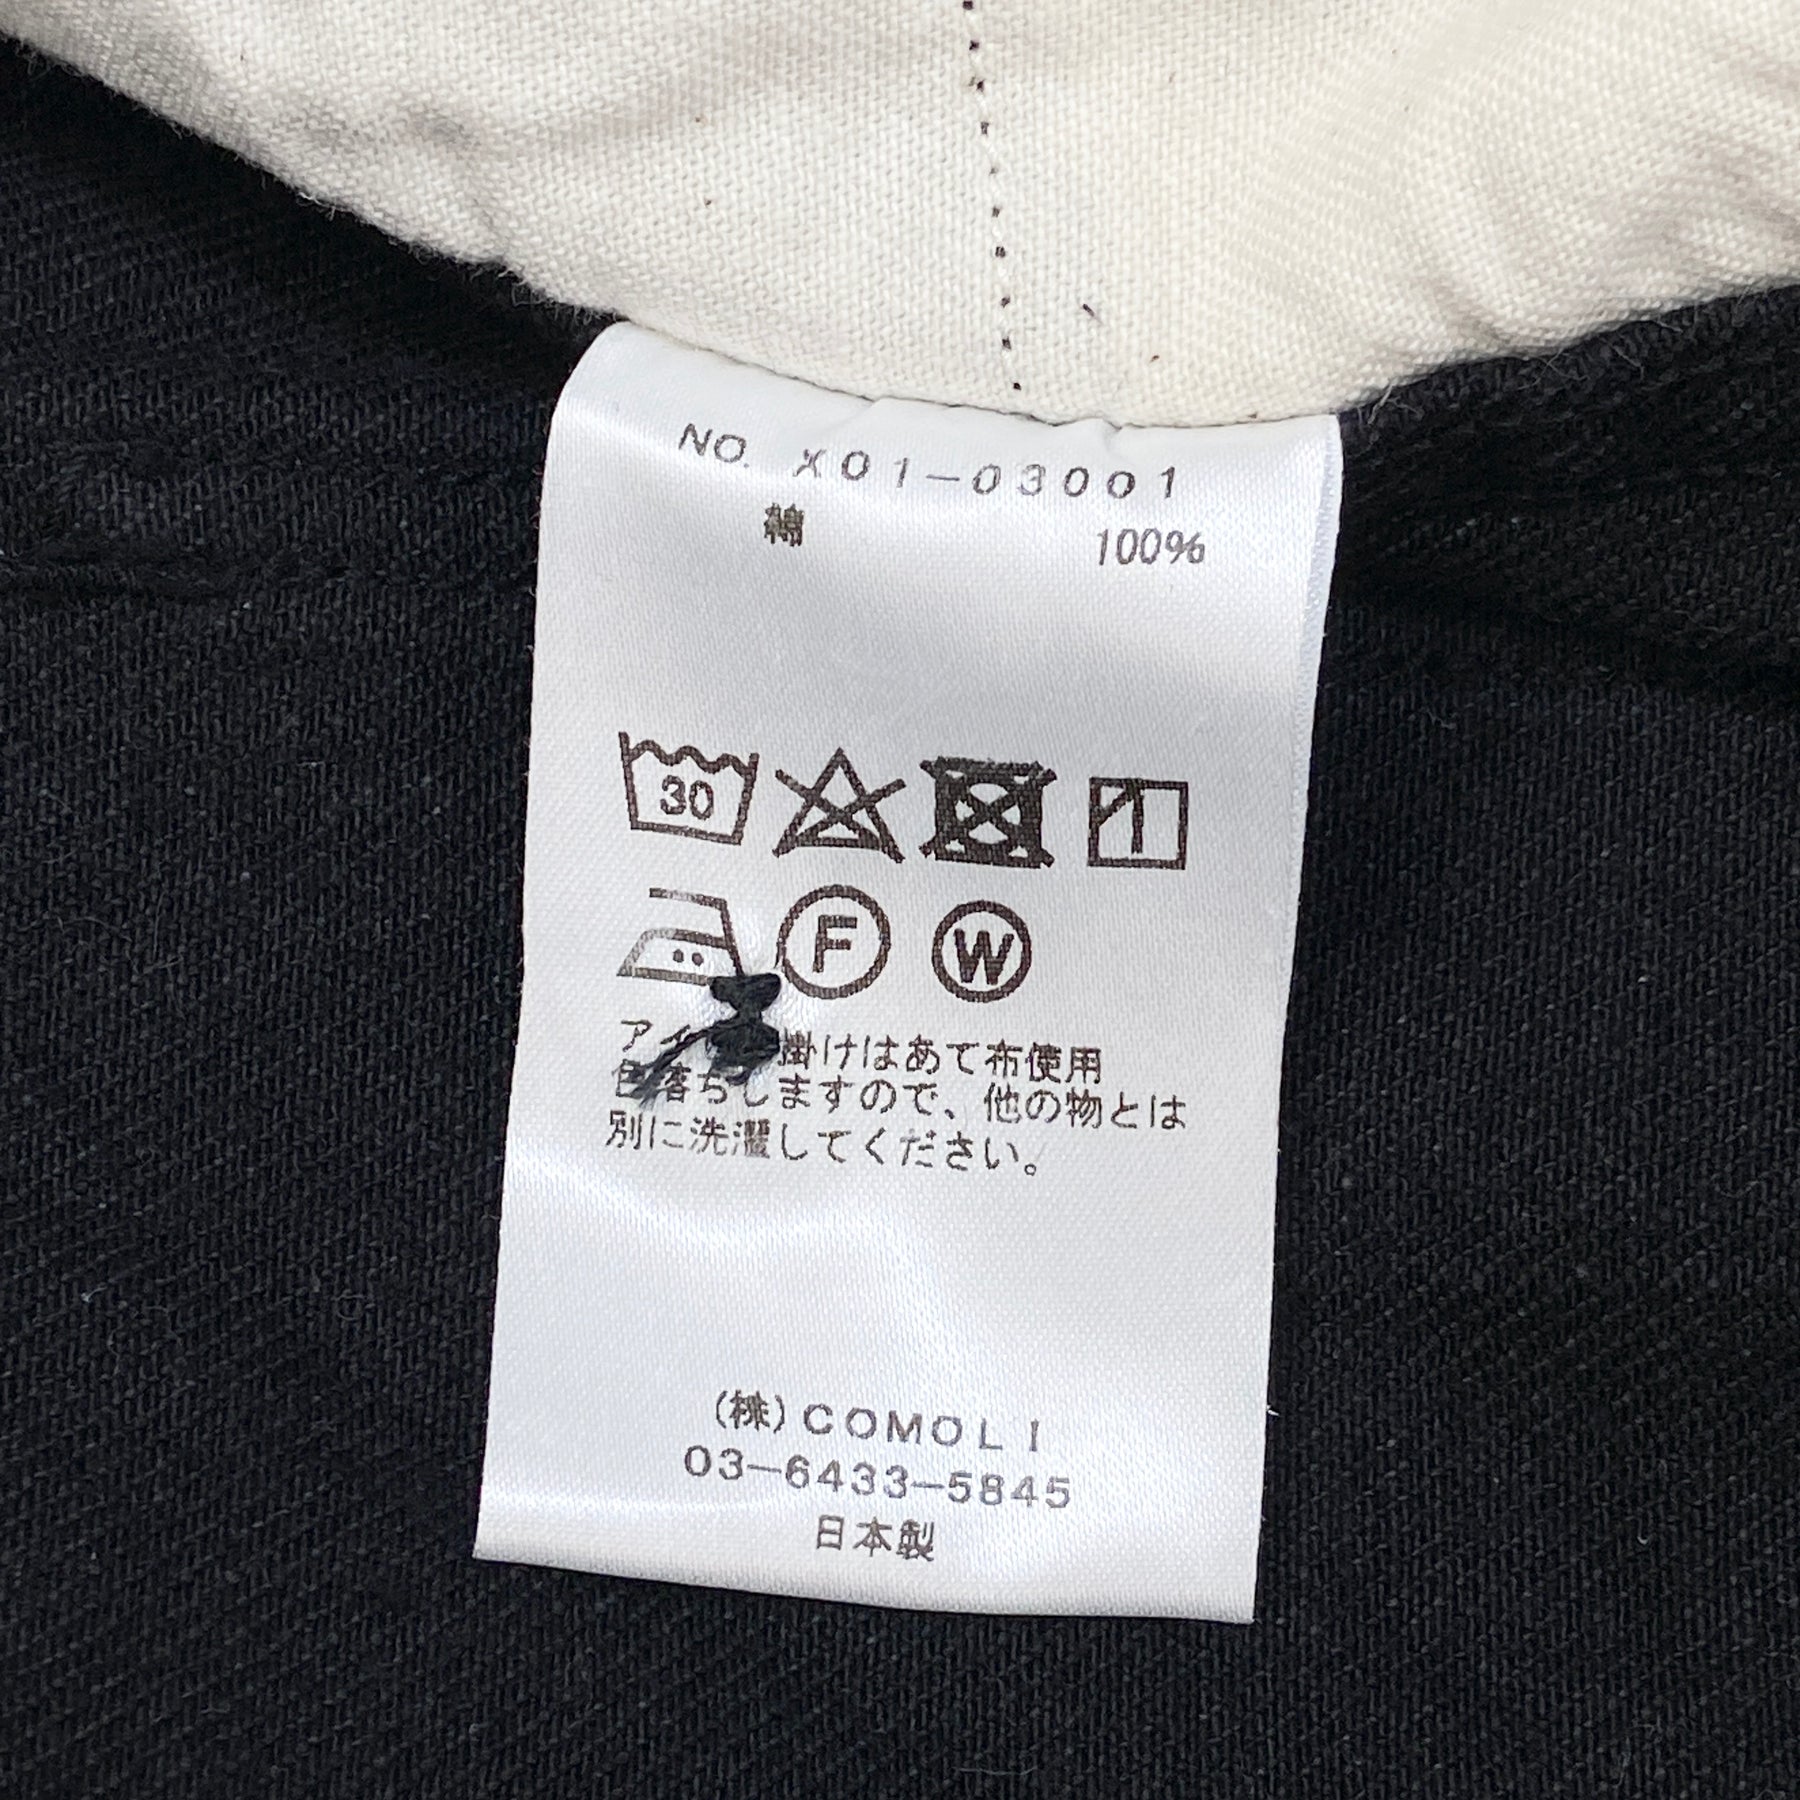 NO. X01-03001
綿 100%
30
F W
アイ 掛けはあて布使用
色落ちしますので、他の物とは
別に洗濯してください。
(株)COMOLI
03-6433-5845
日本製